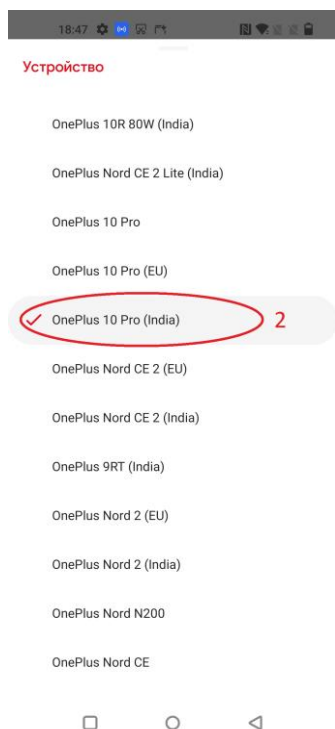 18:47
Устройство
OnePlus 10R 80W (India)
OnePlus Nord CE 2 Lite (India)
OnePlus 10 Pro
OnePlus 10 Pro (EU)
OnePlus 10 Pro (India) 2
OnePlus Nord CE 2 (EU)
OnePlus Nord CE 2 (India)
OnePlus 9RT (India)
OnePlus Nord 2 (EU)
OnePlus Nord 2 (India)
OnePlus Nord N200
OnePlus Nord CE